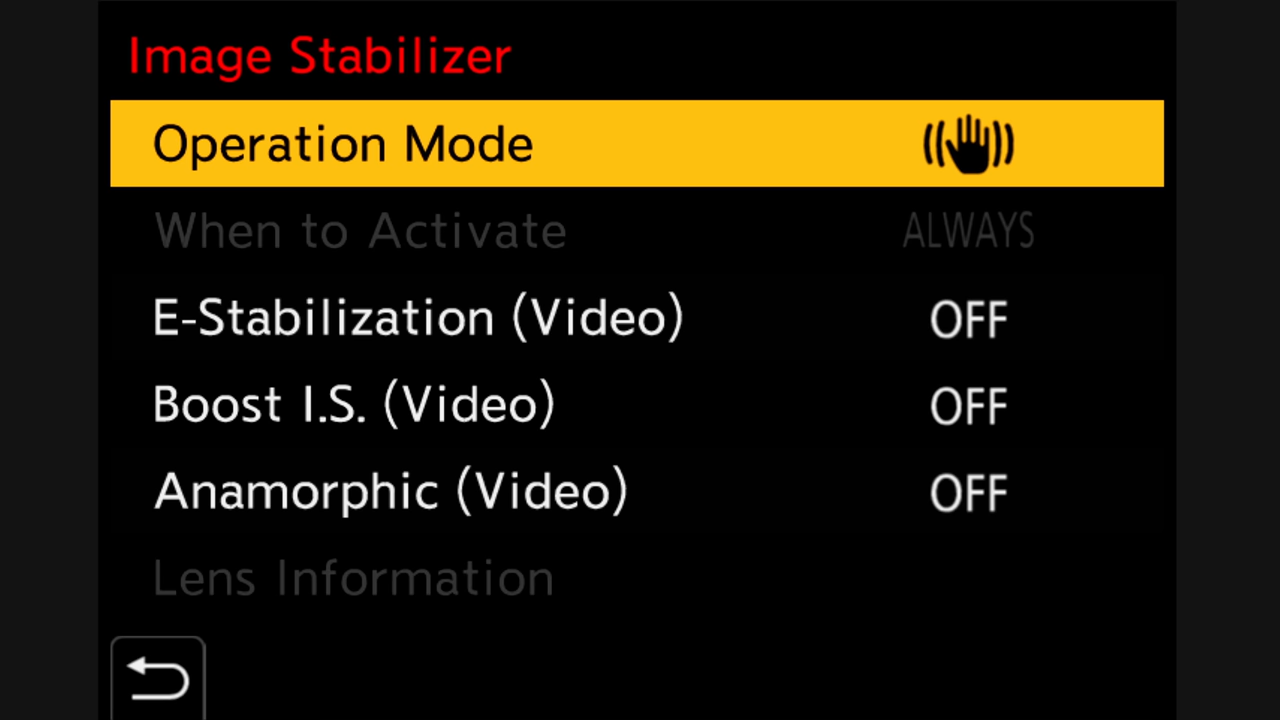 Image Stabilizer
Operation Mode
When to Activate ALWAYS
E-Stabilization (Video) OFF
Boost I.S. (Video) OFF
Anamorphic (Video) OFF
Lens Information